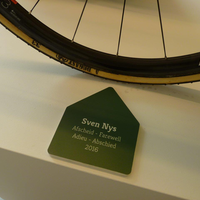 Sven Nys
Afscheid - Farewell
Adieu - Abschied
2016